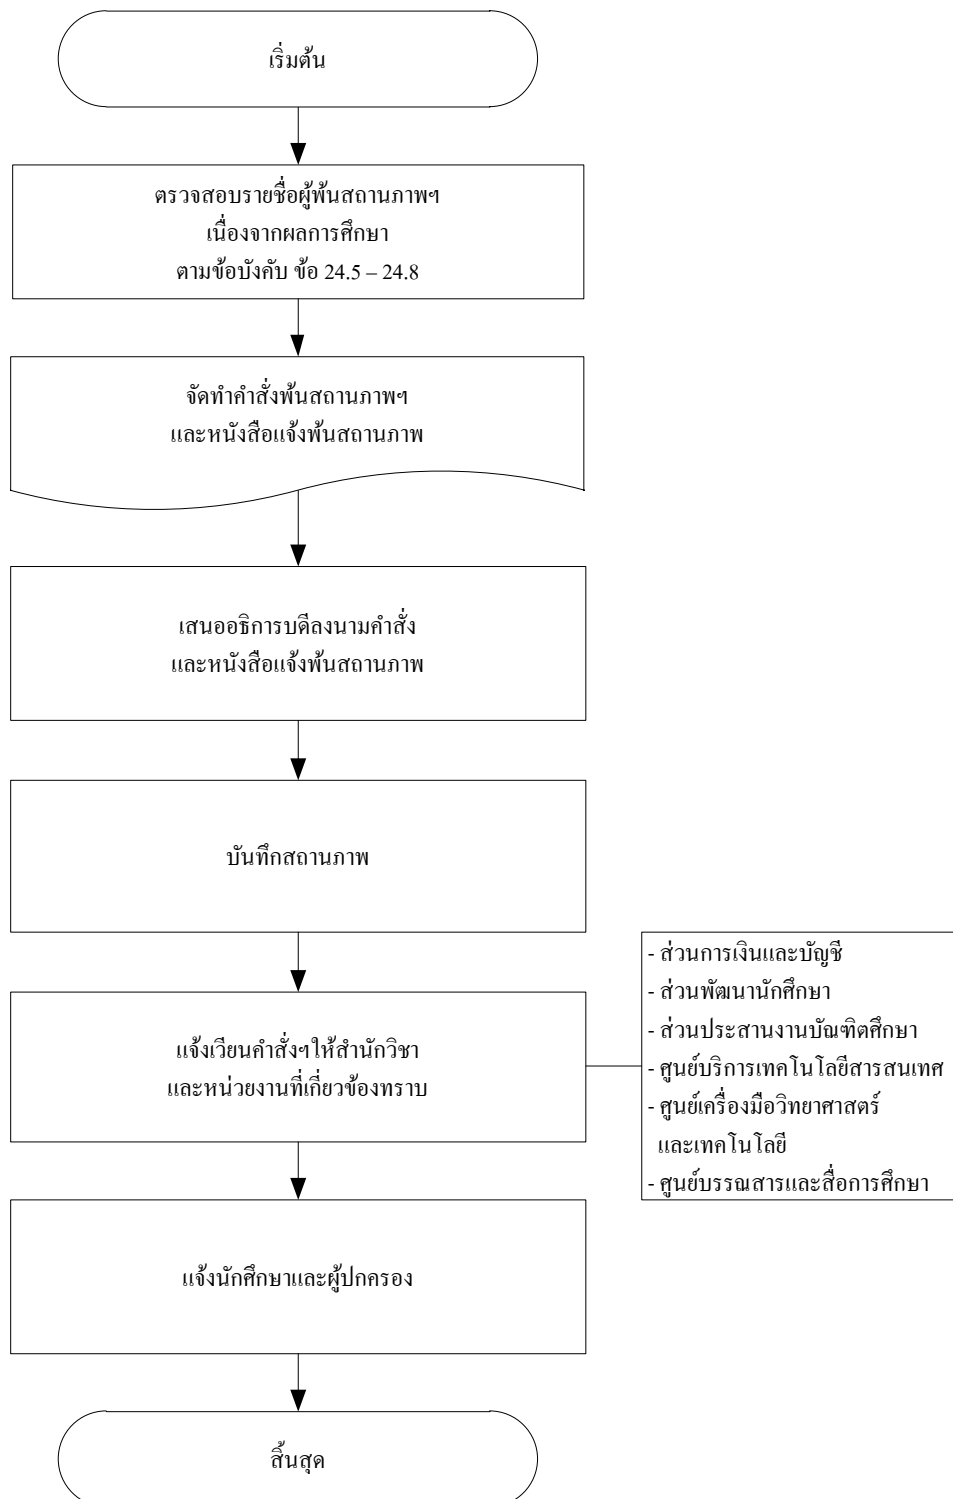 เริ่มต้น
ตรวจสอบรายชื่อผู้พ้นสถานภาพฯ
เนื่องจากผลการศึกษา
ตามข้อบังคับ ข้อ 24.5 – 24.8
จัดทำคำสั่งพ้นสถานภาพฯ
และหนังสือแจ้งพ้นสถานภาพ
เสนออธิการบดีลงนามคำสั่ง
และหนังสือแจ้งพ้นสถานภาพ
บันทึกสถานภาพ
แจ้งเวียนคำสั่งฯให้สำนักวิชา
และหน่วยงานที่เกี่ยวข้องทราบ
- ส่วนการเงินและบัญชี
- ส่วนพัฒนานักศึกษา
- ส่วนประสานงานบัณฑิตศึกษา
- ศูนย์บริการเทคโนโลยีสารสนเทศ
- ศูนย์เครื่องมือวิทยาศาสตร์
และเทคโนโลยี
- ศูนย์บรรณสารและสื่อการศึกษา
แจ้งนักศึกษาและผู้ปกครอง
สิ้นสุด